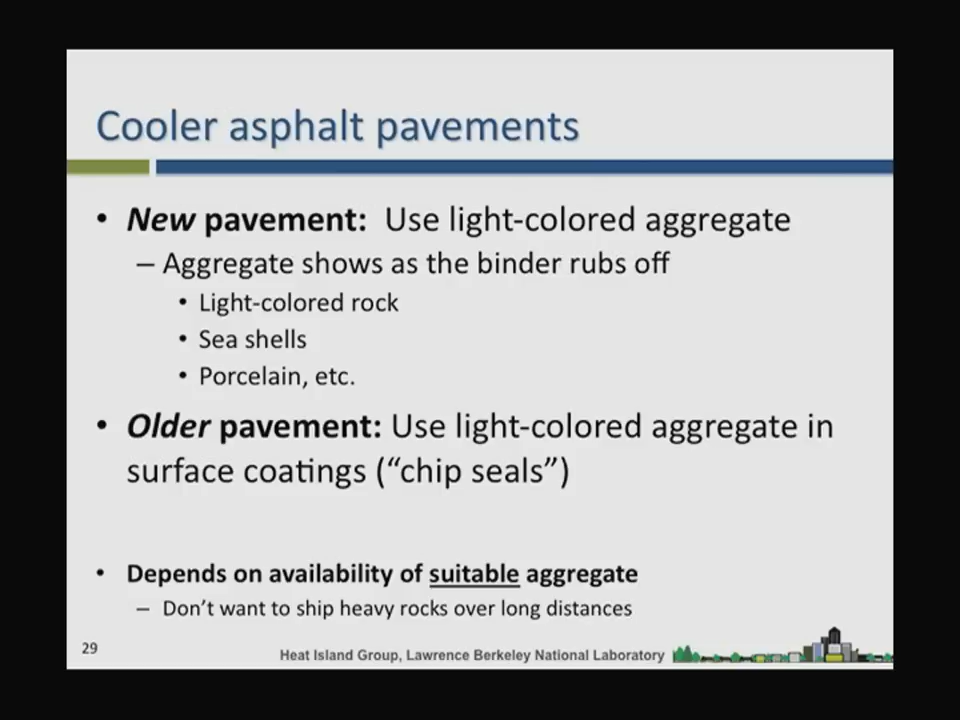 Cooler asphalt pavements
• New pavement: Use light-colored aggregate
– Aggregate shows as the binder rubs off
• Light-colored rock
• Sea shells
• Porcelain, etc.
• Older pavement: Use light-colored aggregate in
surface coatings (“chip seals”)
• Depends on availability of suitable aggregate
– Don’t want to ship heavy rocks over long distances
29
Heat Island Group, Lawrence Berkeley National Laboratory